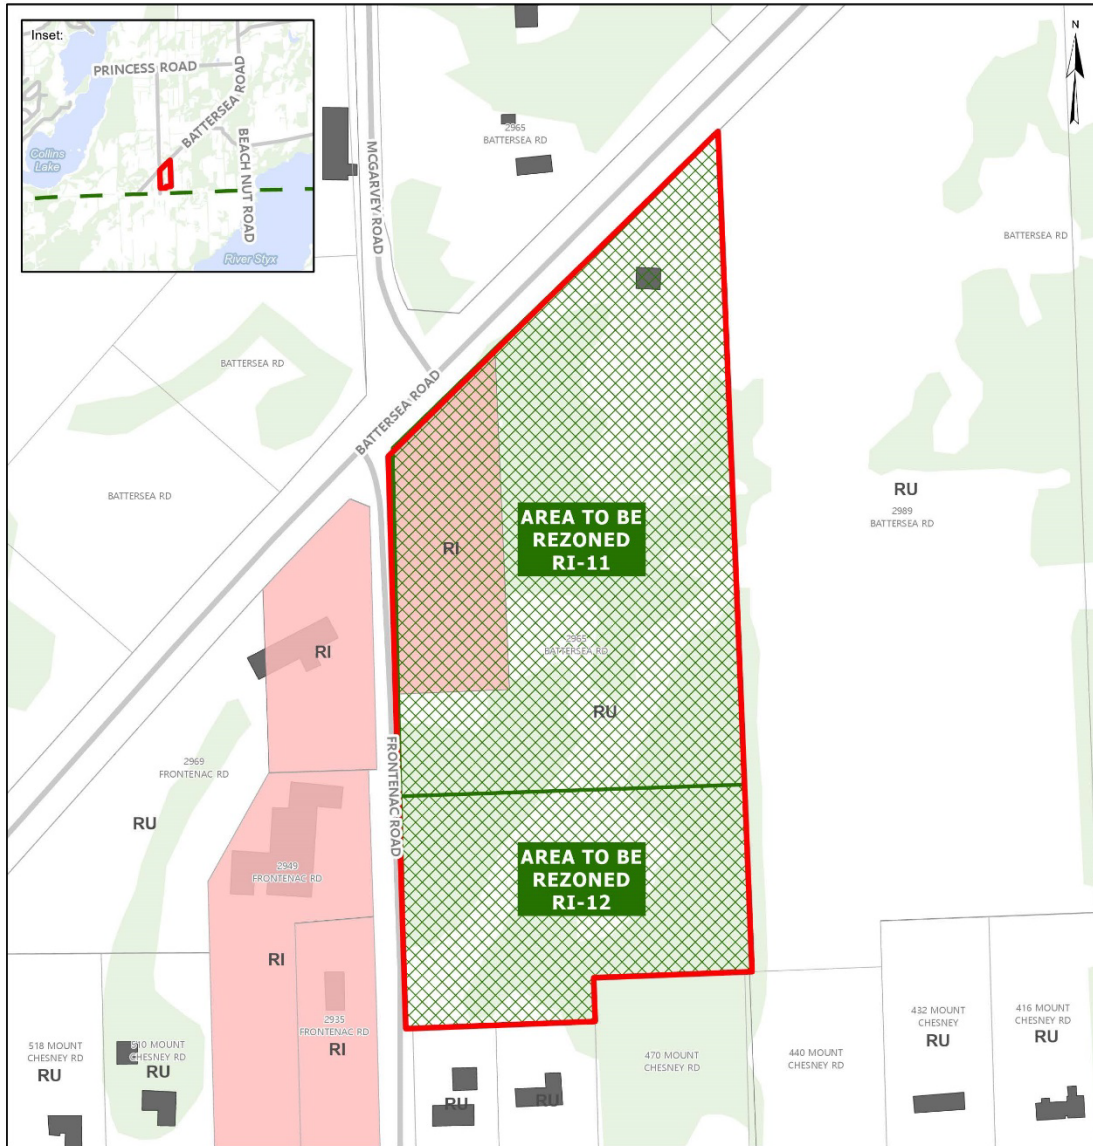 Inset:
PRINCESS ROAD
BATTERSEA ROAD
BEACH NUT ROAD
Collins
Lake
River Styx
N
MCGARVEY ROAD
2965
BATTERSEA RD
BATTERSEA RD
BATTERSEA RD
BATTERSEA ROAD
BATTERSEA RD
RU
2989
BATTERSEA RD
AREA TO BE
REZONED
RI-11
RI
RI
2965
BATTERSEA RD
RU
FRONTENAC ROAD
2969
FRONTENAC RD
RU
2949
FRONTENAC RD
AREA TO BE
REZONED
RI-12
RI
2935
FRONTENAC RD
RI
518 MOUNT
CHESNEY RD
RU
510 MOUNT
CHESNEY RD
RU
RU
RU
470 MOUNT
CHESNEY RD
440 MOUNT
CHESNEY RD
432 MOUNT
CHESNEY
RU
416 MOUNT
CHESNEY RD
RU